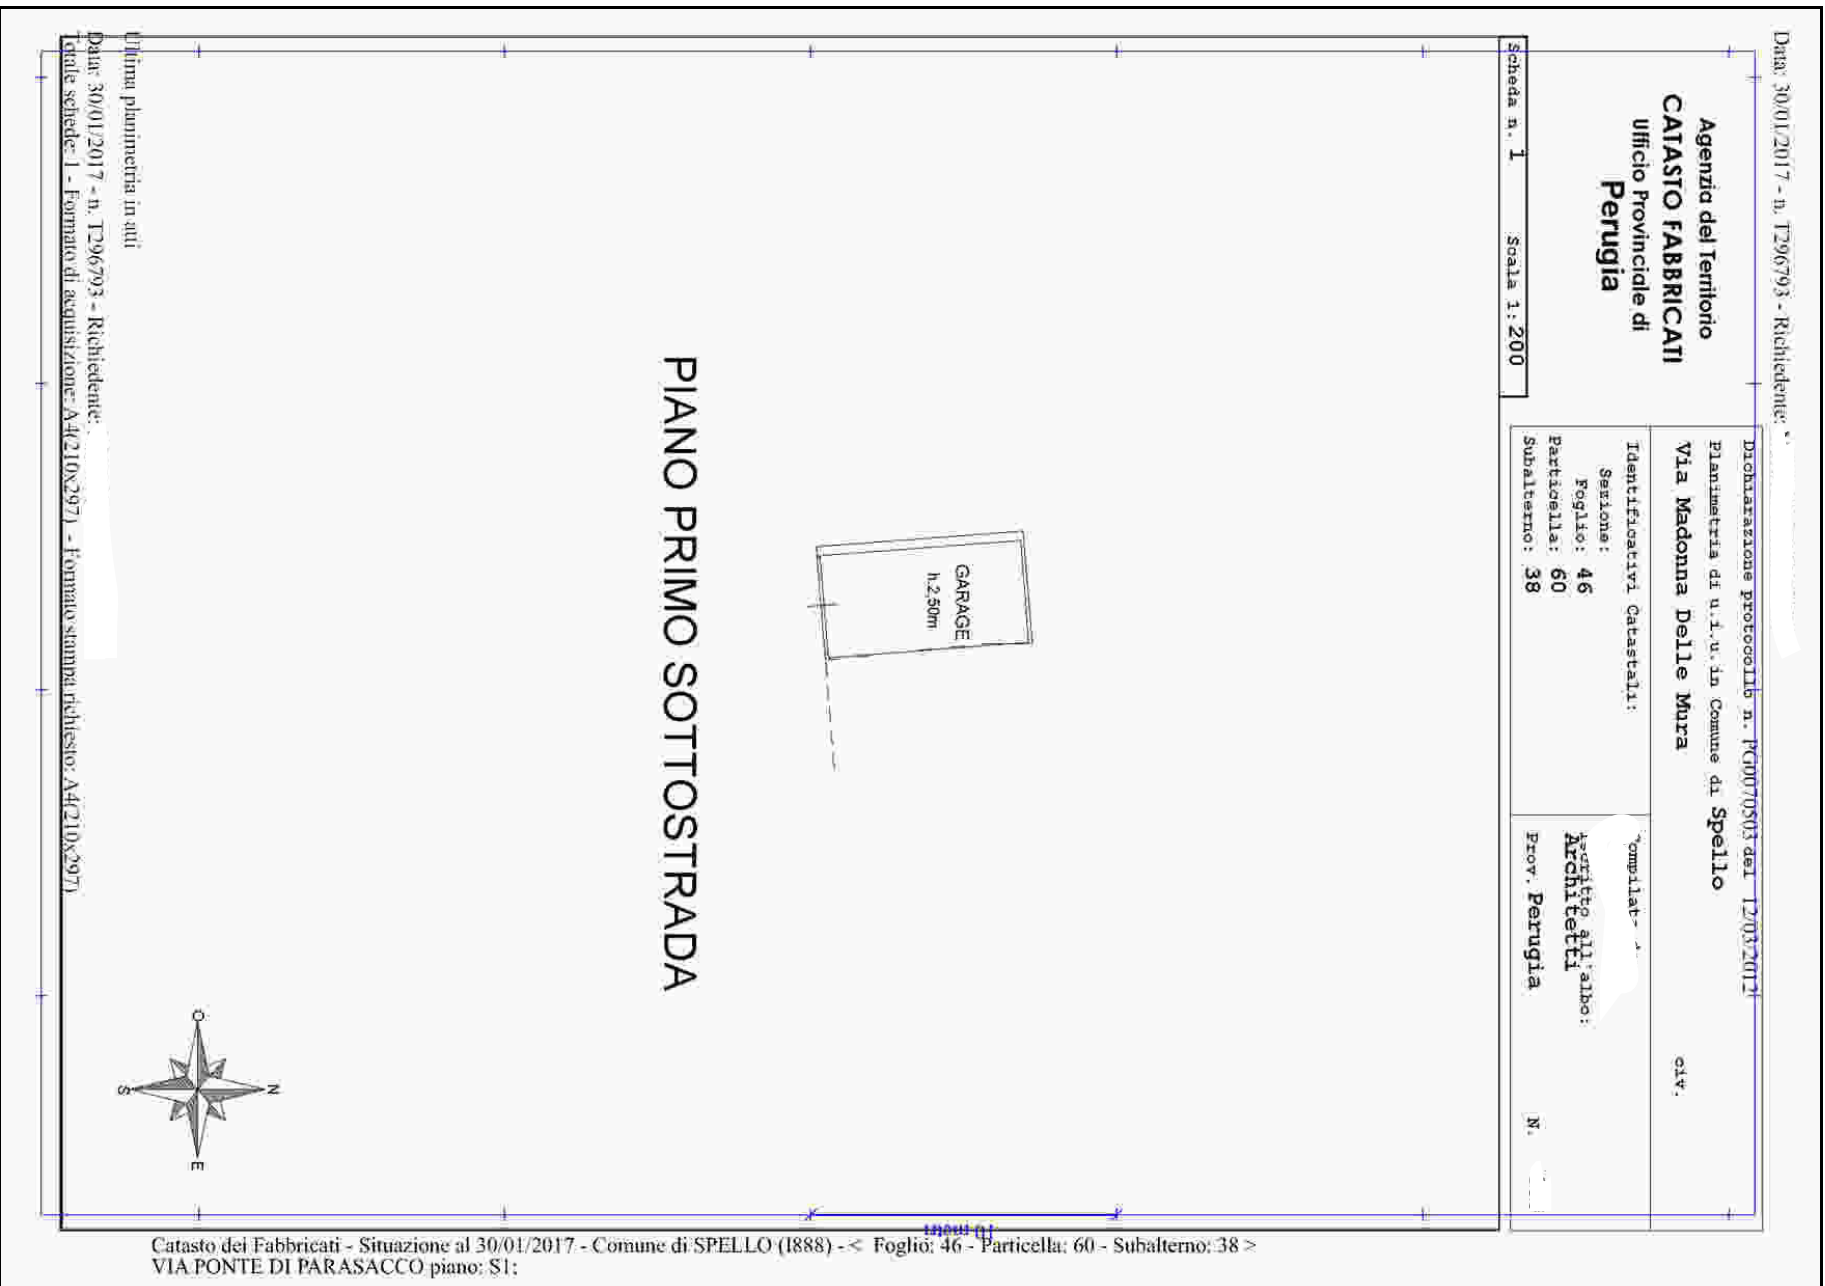 Data: 30/01/2017 - n. T296793 - Richiedente:
Agenzia del Territorio
CATASTO FABBRICATI
Ufficio Provinciale di
Perugia
Dichiarazione protocollo n. PG0070503 del 12/03/2012
Planimetria di u.i.u. in Comune di Spello
Via Madonna Delle Mura civ.
Identificativi Catastali:
Sezione:
Foglio: 46
Particella: 60
Subalterno: 38
Iscritto all'albo:
Architetti
Prov. Perugia N.
Scheda n. 1 Scala 1:200
GARAGE
h.2,50m
PIANO PRIMO SOTTOSTRADA
O
N
S
E
10 metri
Ultima planimetria in atti
Data: 30/01/2017 - n. T296793 - Richiedente:
Totale schede: 1 - Formato di acquisizione: A4(210x297) - Formato stampa richiesto: A4(210x297)
Catasto dei Fabbricati - Situazione al 30/01/2017 - Comune di SPELLO (I888) - < Foglio: 46 - Particella: 60 - Subalterno: 38 >
VIA PONTE DI PARASACCO piano: S1;